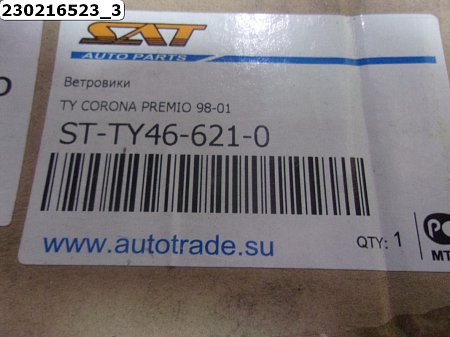 230216523_3
SAT
AUTO PARTS
Ветровики
TY CORONA PREMIO 98-01
ST-TY46-621-0
www.autotrade.su
QTY: 1